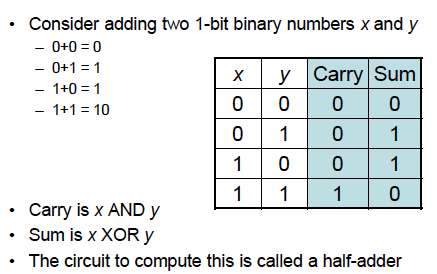 • Consider adding two 1-bit binary numbers x and y
– 0+0 = 0
– 0+1 = 1
– 1+0 = 1
– 1+1 = 10
x y Carry Sum
0 0 0 0
0 1 0 1
1 0 0 1
1 1 1 0
• Carry is x AND y
• Sum is x XOR y
• The circuit to compute this is called a half-adder